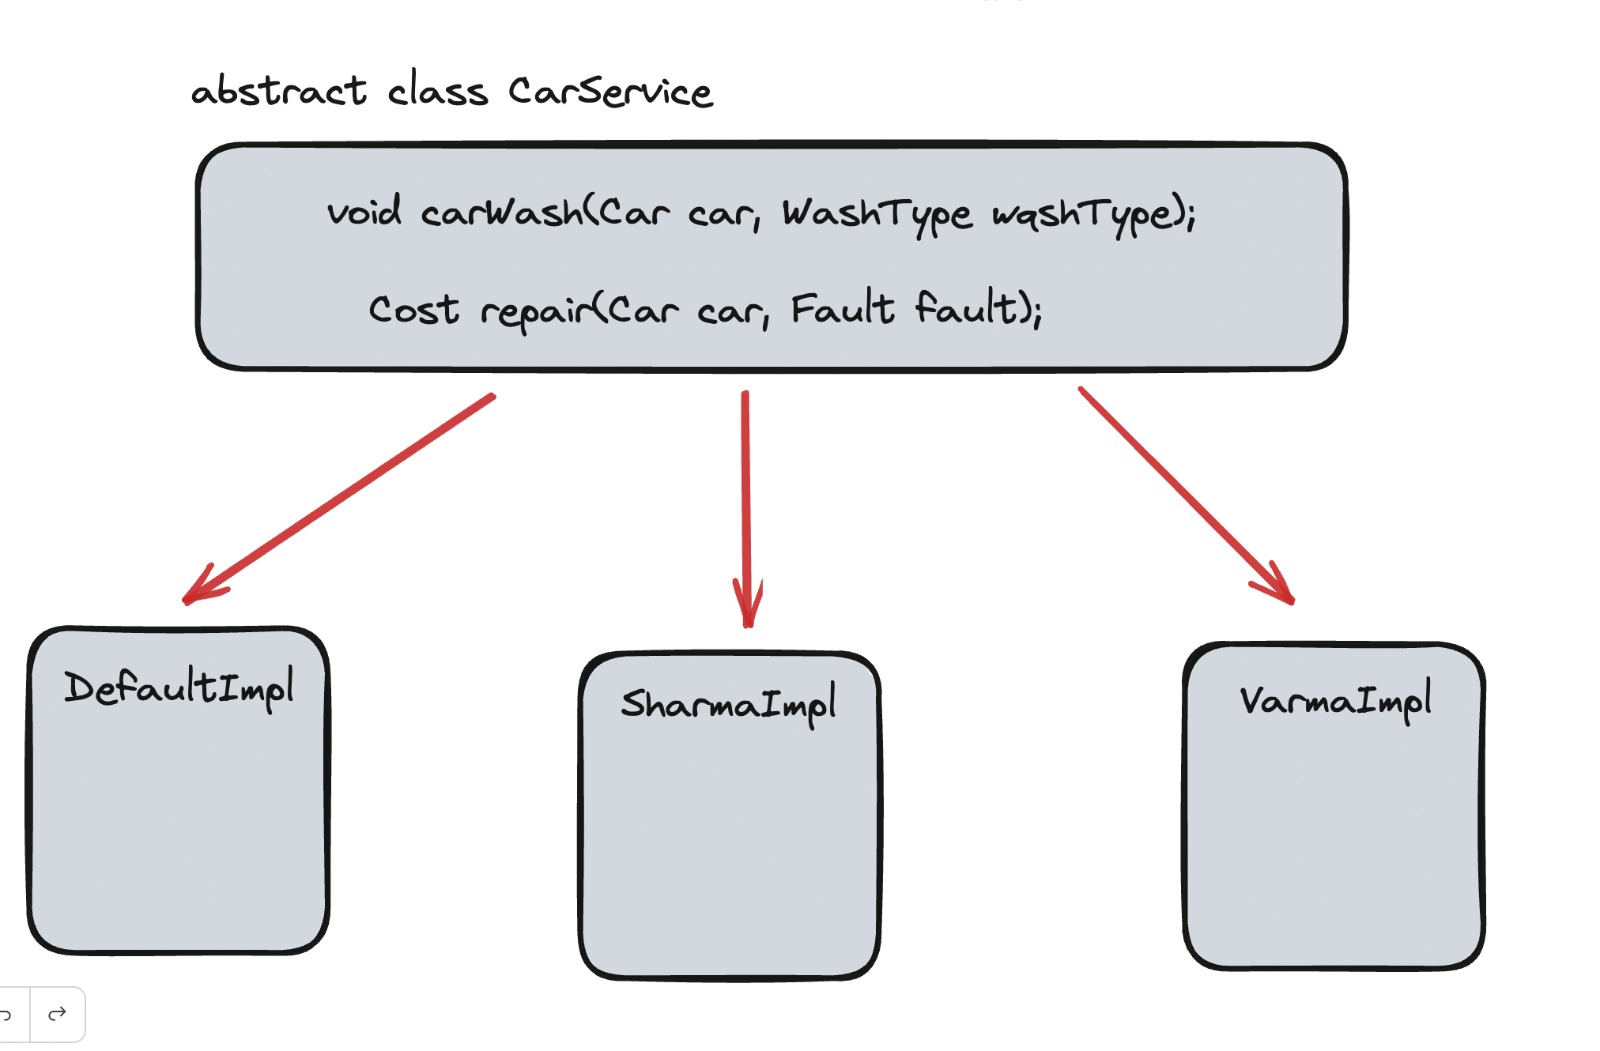 abstract class CarService
void carWash(Car car, WashType washType);
Cost repair(Car car, Fault fault);
DefaultImpl
SharmaImpl
VarmaImpl